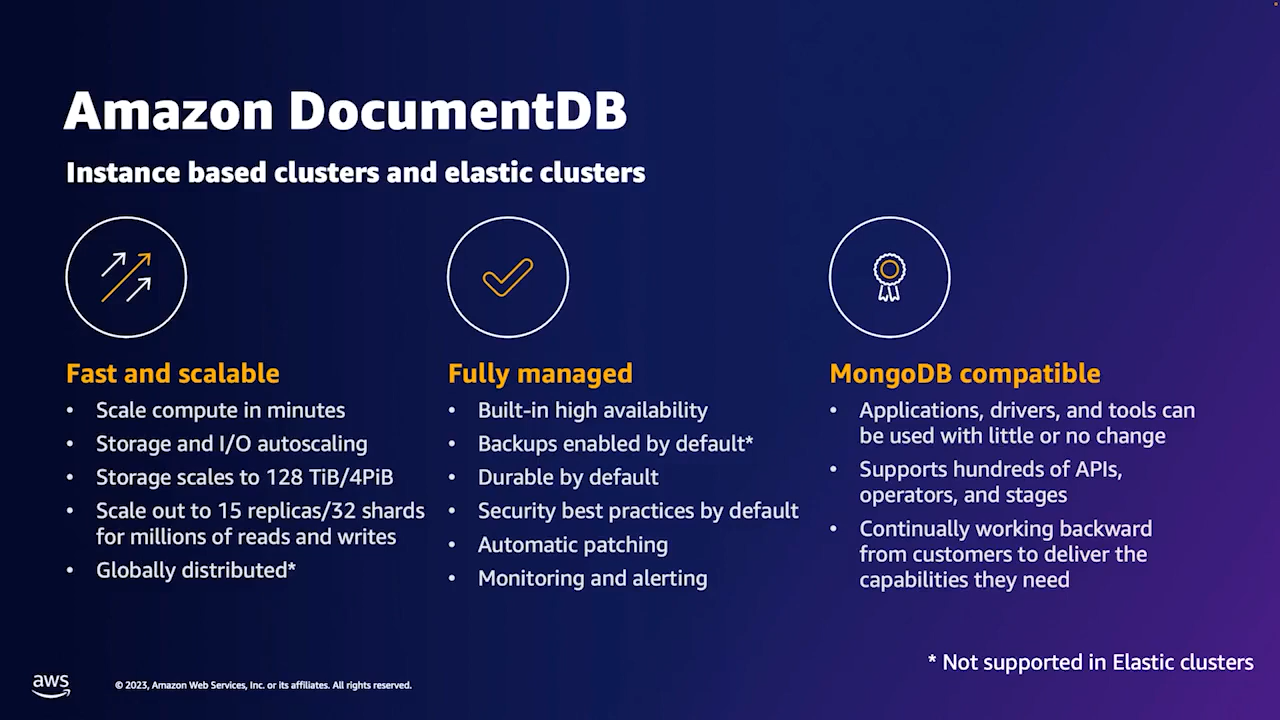 Amazon DocumentDB
Instance based clusters and elastic clusters
Fast and scalable
• Scale compute in minutes
• Storage and I/O autoscaling
• Storage scales to 128 TiB/4PiB
• Scale out to 15 replicas/32 shards
for millions of reads and writes
• Globally distributed*
Fully managed
• Built-in high availability
• Backups enabled by default*
• Durable by default
• Security best practices by default
• Automatic patching
• Monitoring and alerting
MongoDB compatible
• Applications, drivers, and tools can
be used with little or no change
• Supports hundreds of APIs,
operators, and stages
• Continually working backward
from customers to deliver the
capabilities they need
* Not supported in Elastic clusters
aws
© 2023, Amazon Web Services, Inc. or its affiliates. All rights reserved.